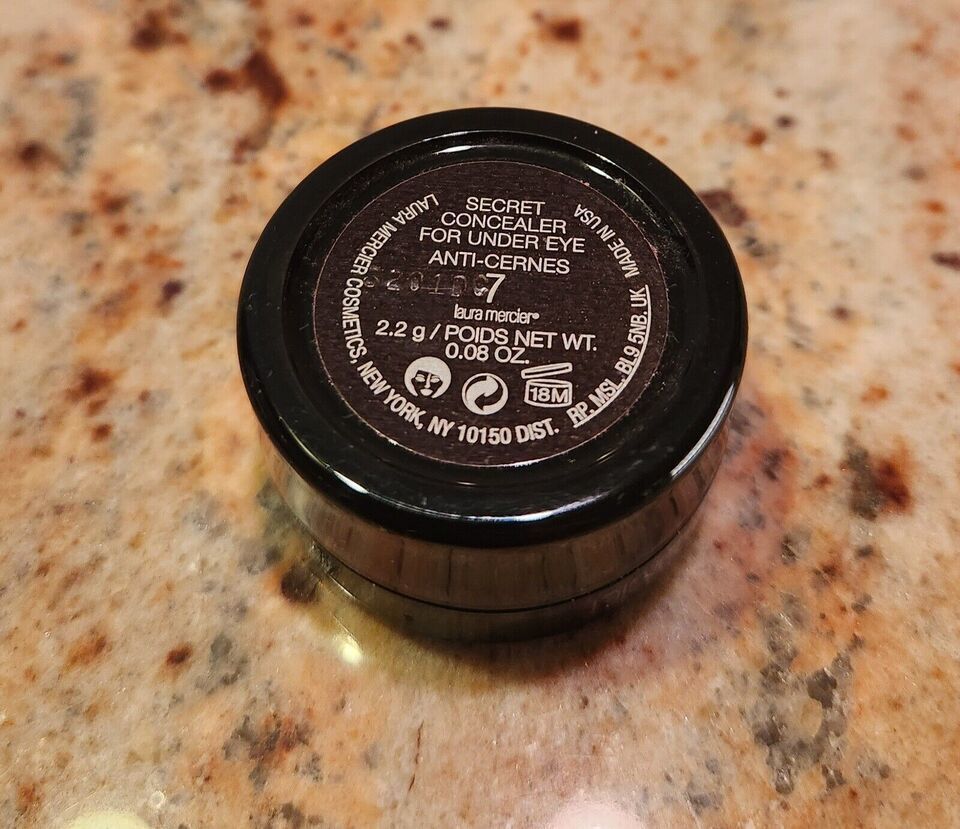 SECRET
CONCEALER
FOR UNDER EYE
ANTI-CERNES
7
laura mercier®
2.2 g / POIDS NET WT.
0.08 OZ.
18M
LAURA MERCIER COSMETICS, NEW YORK, NY 10150 DIST. RP. MSL. BL9 5NB. UK MADE IN USA